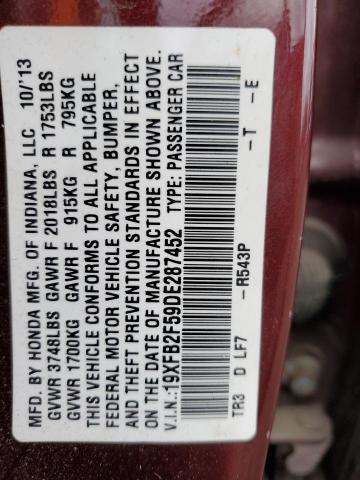 MFD. BY HONDA MFG. OF INDIANA, LLC 10/13
GVWR 3748LBS GAWR F 2018LBS R 1753LBS
GVWR 1700KG GAWR F 915KG R 795KG
THIS VEHICLE CONFORMS TO ALL APPLICABLE
FEDERAL MOTOR VEHICLE SAFETY, BUMPER,
AND THEFT PREVENTION STANDARDS IN EFFECT
ON THE DATE OF MANUFACTURE SHOWN ABOVE.
V.I.N.:19XFB2F59DE287452 TYPE: PASSENGER CAR
-R543P -T -E
TR3 D LF7